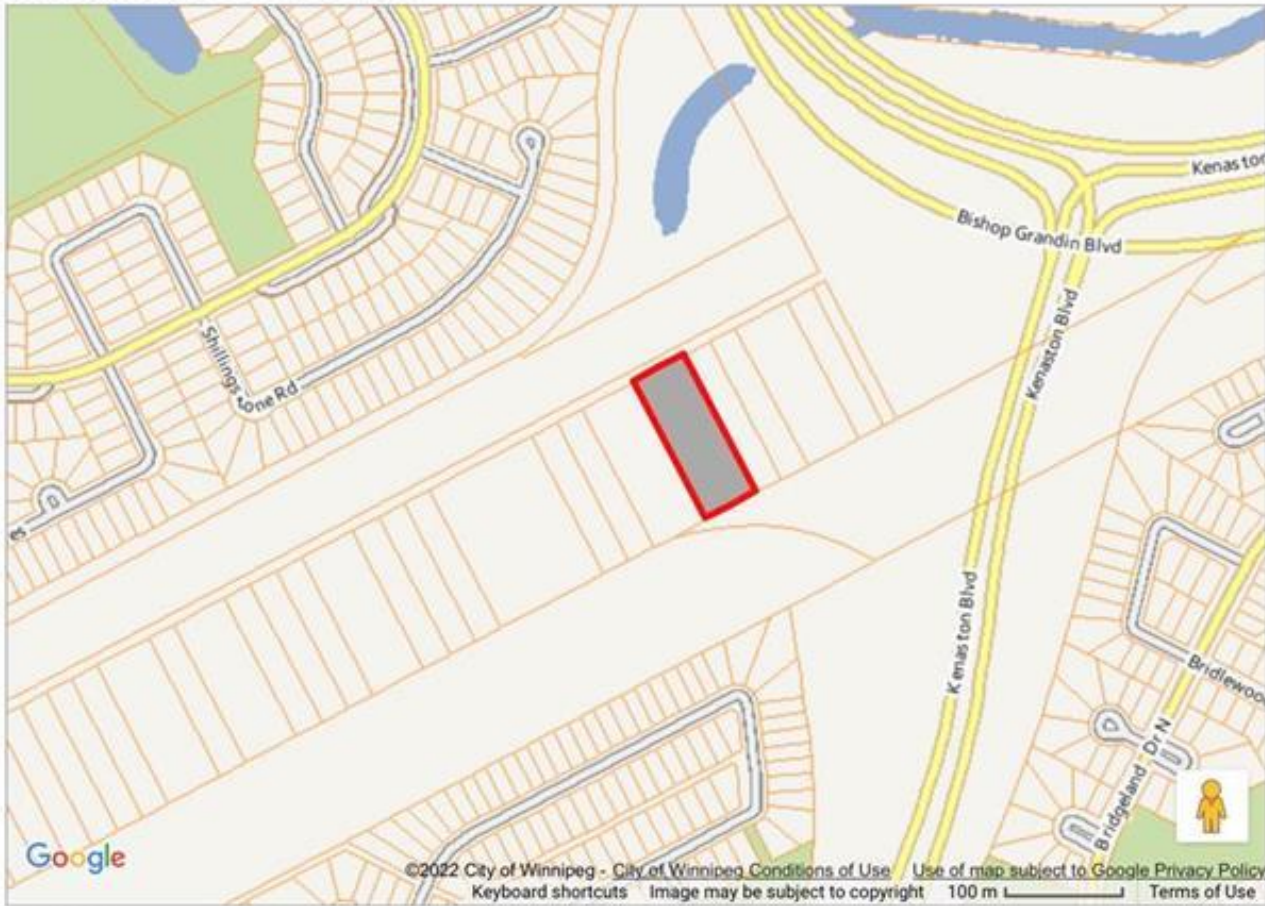 Kenaston
Bishop Grandin Blvd
Kenaston Blvd
Shillingstone Rd
es
Kenaston Blvd
Bridlewoo
Bridgeland Dr N
Google
©2022 City of Winnipeg - City of Winnipeg Conditions of Use Use of map subject to Google Privacy Policy
Keyboard shortcuts Image may be subject to copyright 100 m Terms of Use